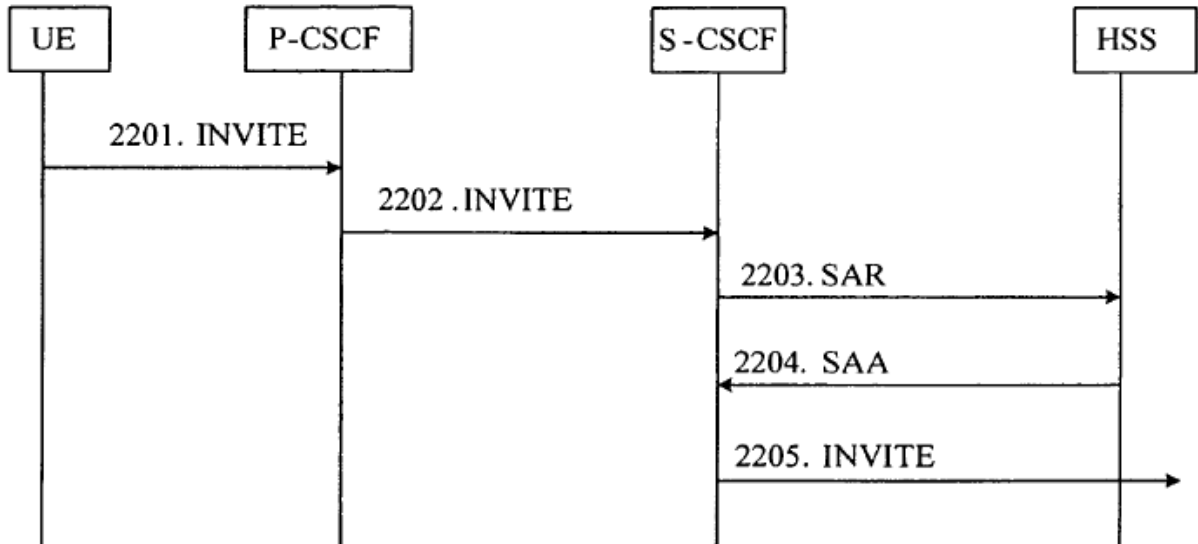 UE P-CSCF S-CSCF HSS
2201. INVITE
2202.INVITE
2203. SAR
2204. SAA
2205. INVITE